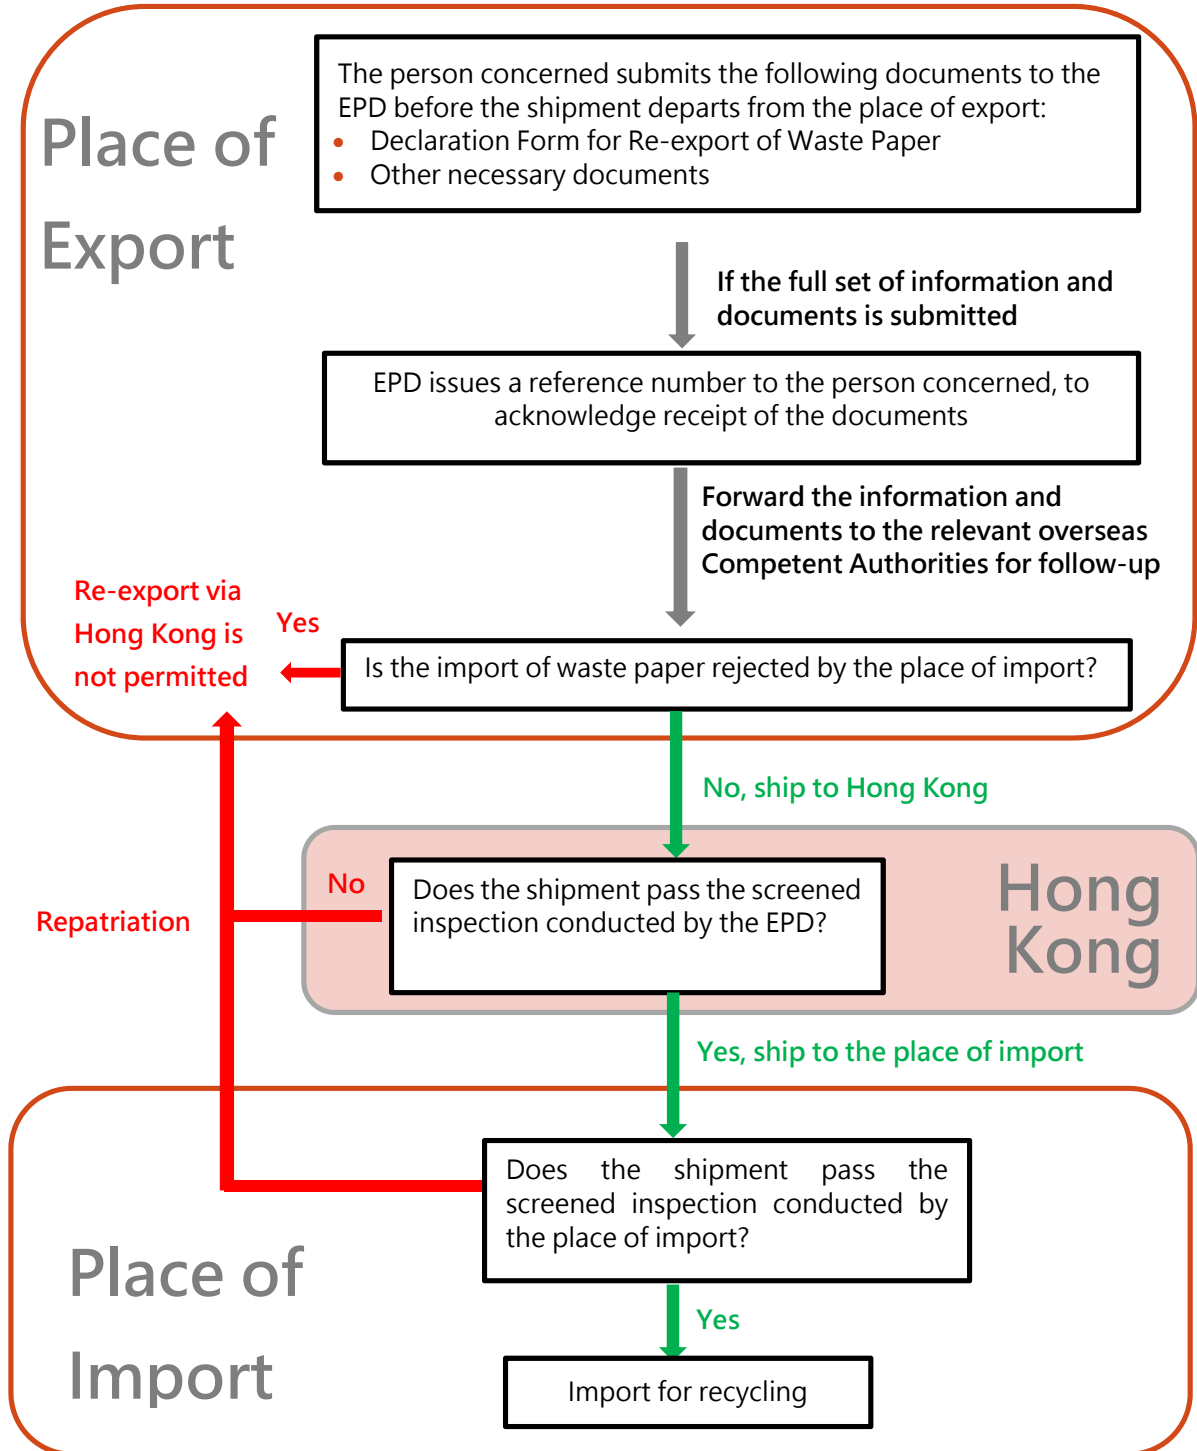 Place of
Export
The person concerned submits the following documents to the
EPD before the shipment departs from the place of export:
• Declaration Form for Re-export of Waste Paper
• Other necessary documents
If the full set of information and
documents is submitted
EPD issues a reference number to the person concerned, to
acknowledge receipt of the documents
Forward the information and
documents to the relevant overseas
Competent Authorities for follow-up
Re-export via
Hong Kong is
not permitted
Yes
Is the import of waste paper rejected by the place of import?
No, ship to Hong Kong
Hong
Kong
No
Does the shipment pass the screened
inspection conducted by the EPD?
Repatriation
Yes, ship to the place of import
Does the shipment pass the
screened inspection conducted by
the place of import?
Place of
Import
Yes
Import for recycling